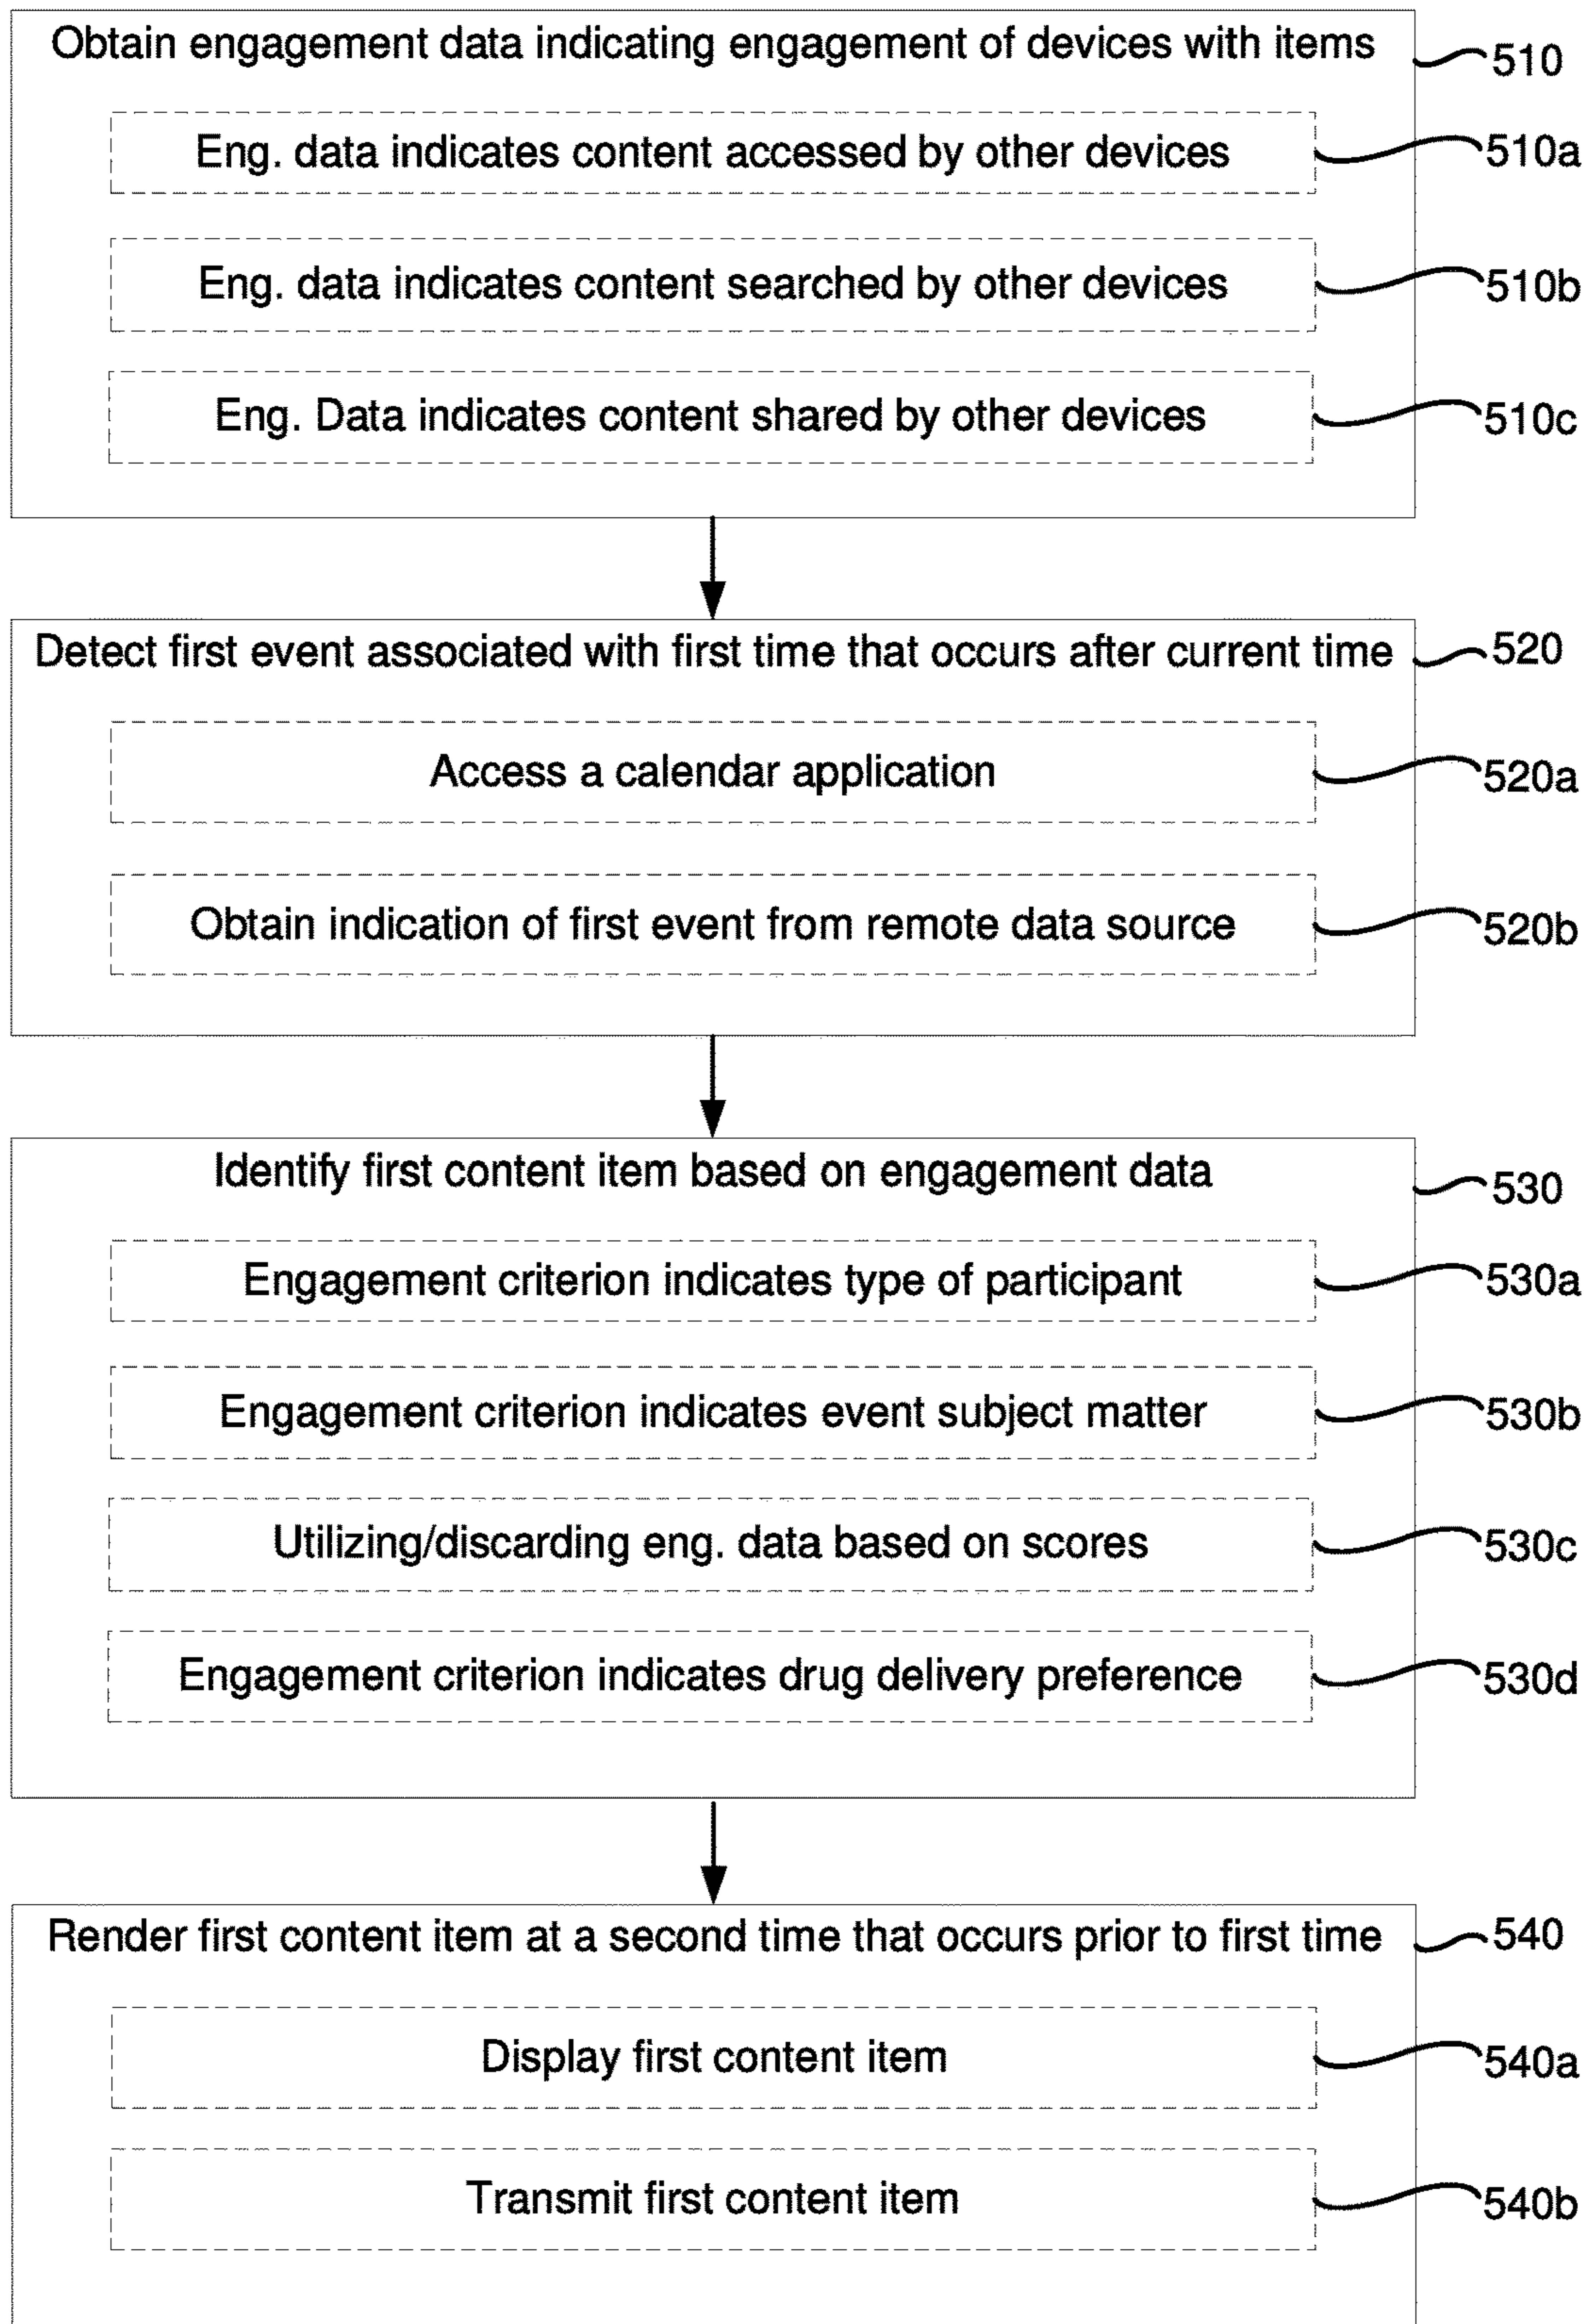 Obtain engagement data indicating engagement of devices with items
510
Eng. data indicates content accessed by other devices
510a
Eng. data indicates content searched by other devices
510b
Eng. Data indicates content shared by other devices
510c
Detect first event associated with first time that occurs after current time
520
Access a calendar application
520a
Obtain indication of first event from remote data source
520b
Identify first content item based on engagement data
530
Engagement criterion indicates type of participant
530a
Engagement criterion indicates event subject matter
530b
Utilizing/discarding eng. data based on scores
530c
Engagement criterion indicates drug delivery preference
530d
Render first content item at a second time that occurs prior to first time
540
Display first content item
540a
Transmit first content item
540b